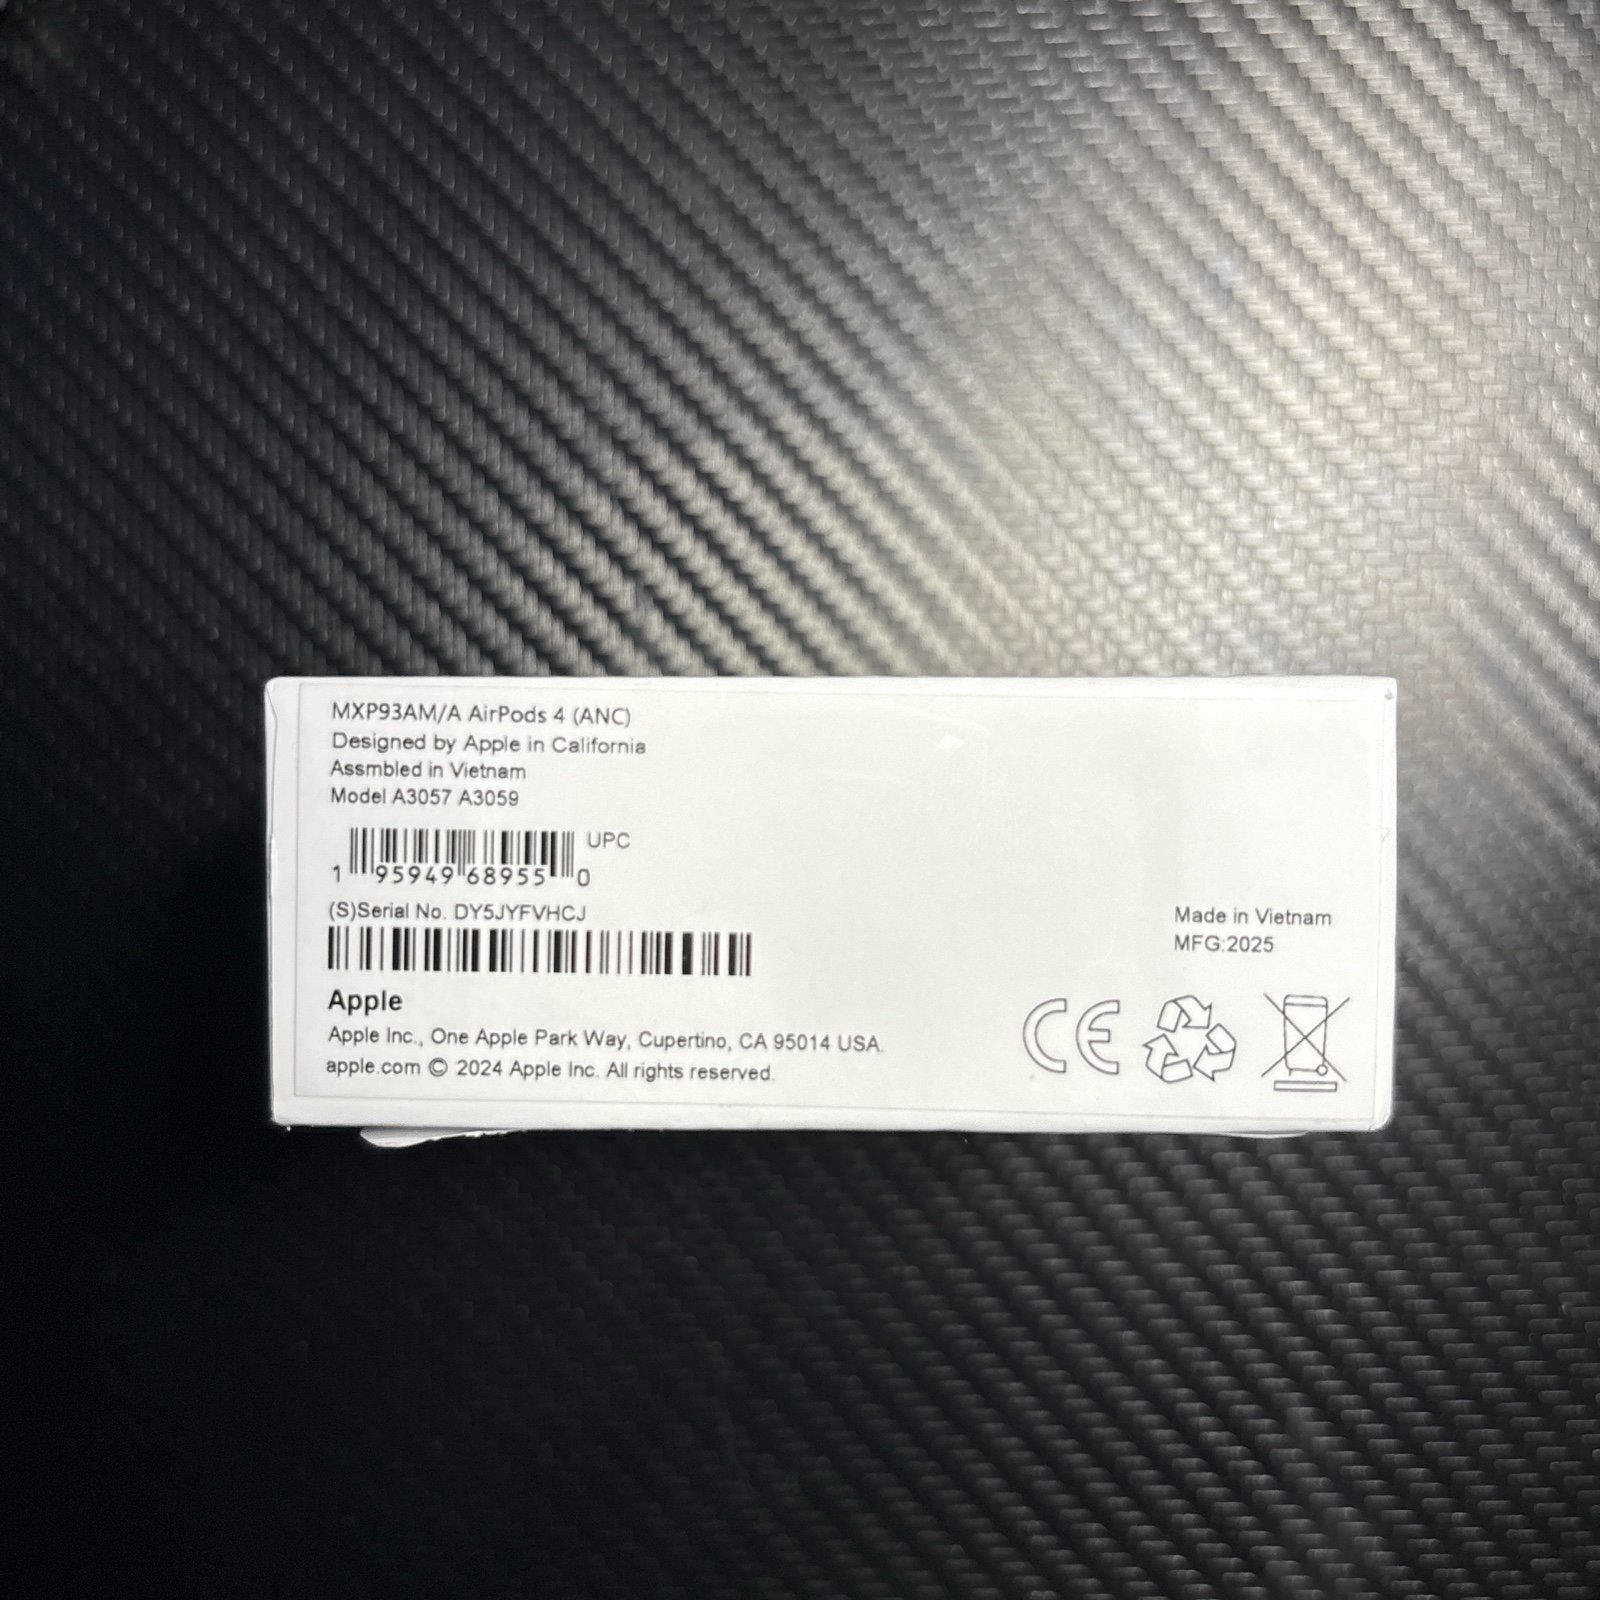 MXP93AM/A AirPods 4 (ANC)
Designed by Apple in California
Assmbled in Vietnam
Model A3057 A3059
UPC
1 95949 68955 0
(S)Serial No. DY5JYFVHCJ
Made in Vietnam
MFG:2025
Apple
Apple Inc., One Apple Park Way, Cupertino, CA 95014 USA.
apple.com © 2024 Apple Inc. All rights reserved.
CE